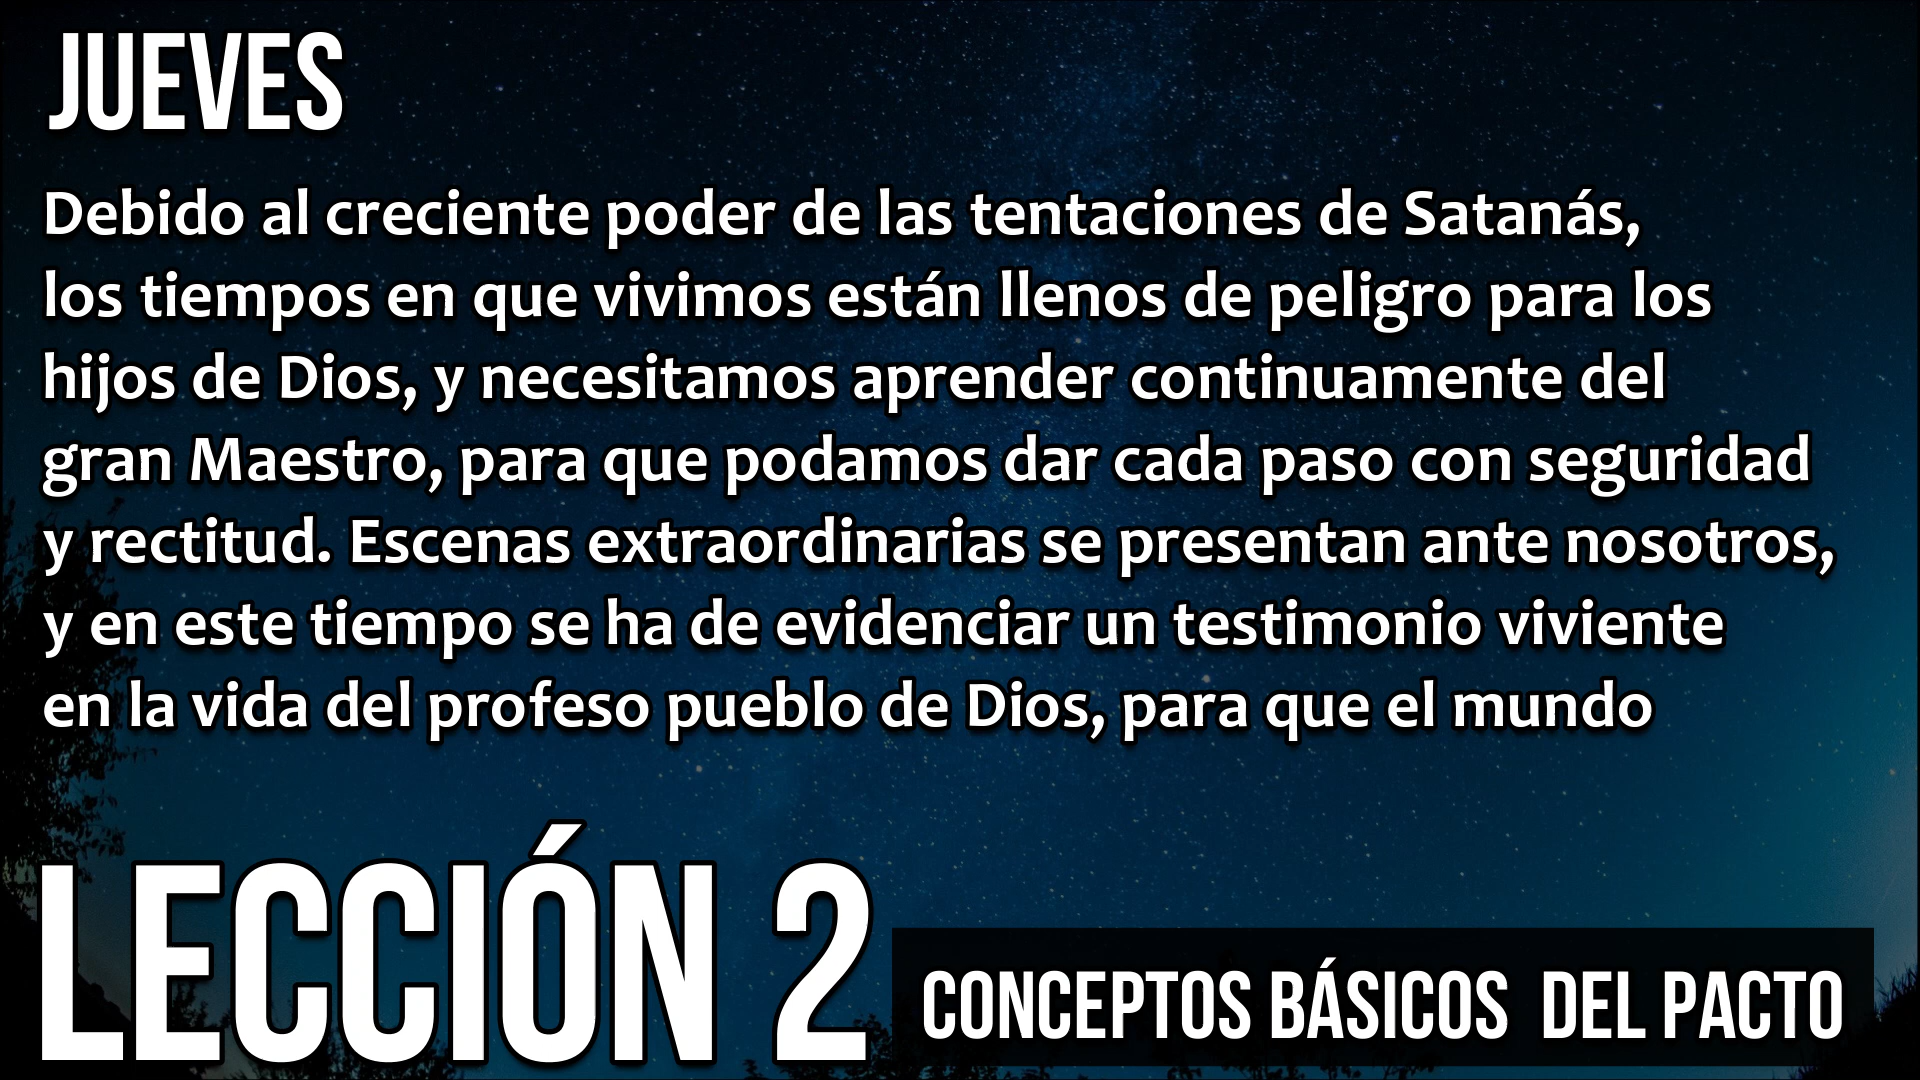 JUEVES
Debido al creciente poder de las tentaciones de Satanás,
los tiempos en que vivimos están llenos de peligro para los
hijos de Dios, y necesitamos aprender continuamente del
gran Maestro, para que podamos dar cada paso con seguridad
y rectitud. Escenas extraordinarias se presentan ante nosotros,
y en este tiempo se ha de evidenciar un testimonio viviente
en la vida del profeso pueblo de Dios, para que el mundo
LECCIÓN 2
CONCEPTOS BÁSICOS DEL PACTO